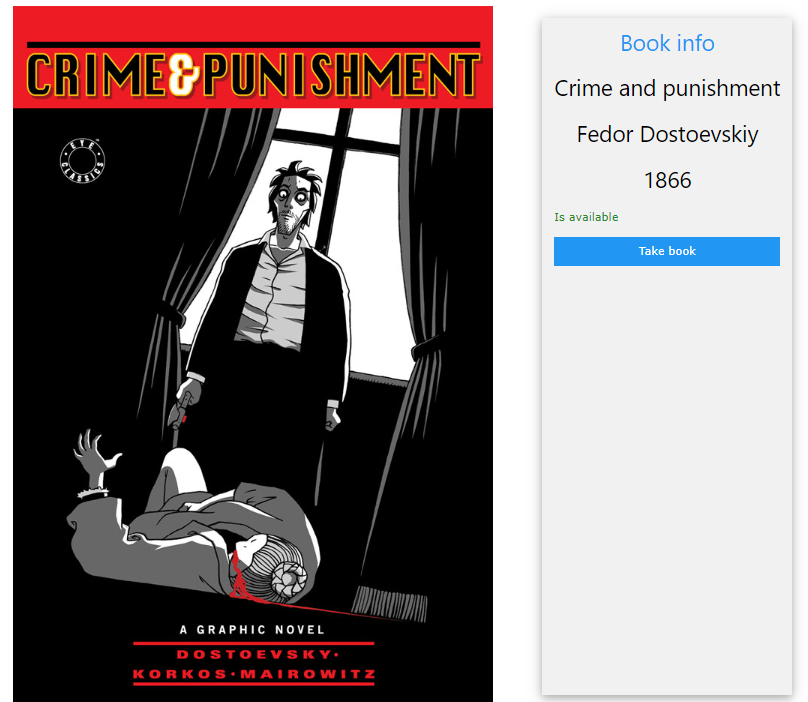 CRIME & PUNISHMENT
EYE
CLASSICS
™
A GRAPHIC NOVEL
DOSTOEVSKY·
KORKOS·MAIROWITZ
Book info
Crime and punishment
Fedor Dostoevskiy
1866
Is available
Take book